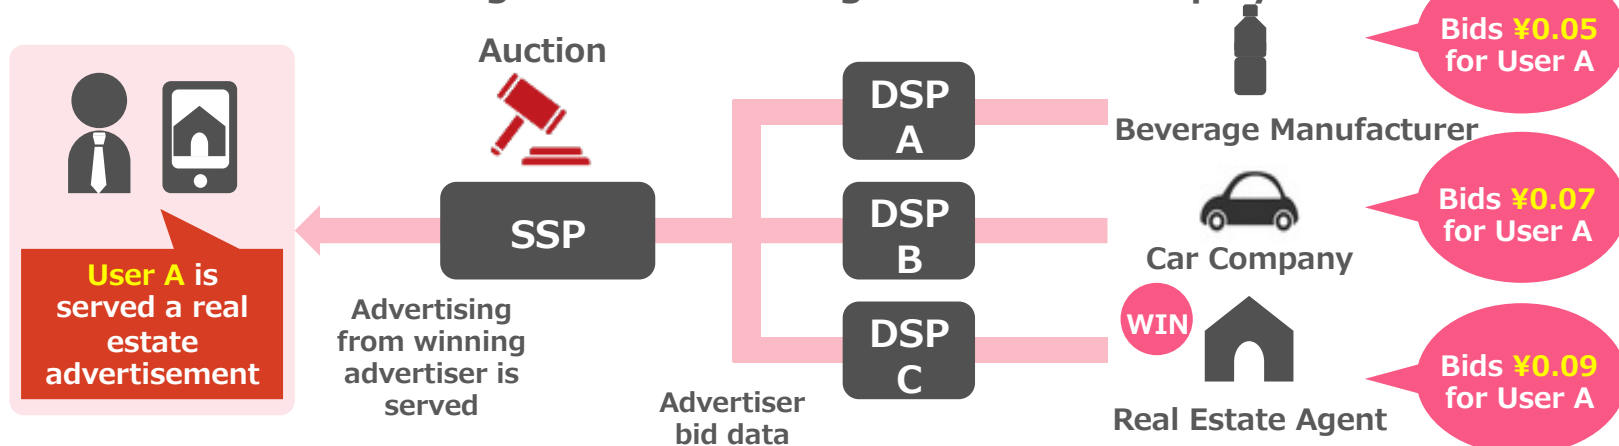 Auction
Bids ¥0.05
for User A
DSP
A
Beverage Manufacturer
SSP
DSP
B
Bids ¥0.07
for User A
Car Company
User A is
served a real
estate
advertisement
Advertising
from winning
advertiser is
served
DSP
C
WIN
Bids ¥0.09
for User A
Real Estate Agent
Advertiser
bid data